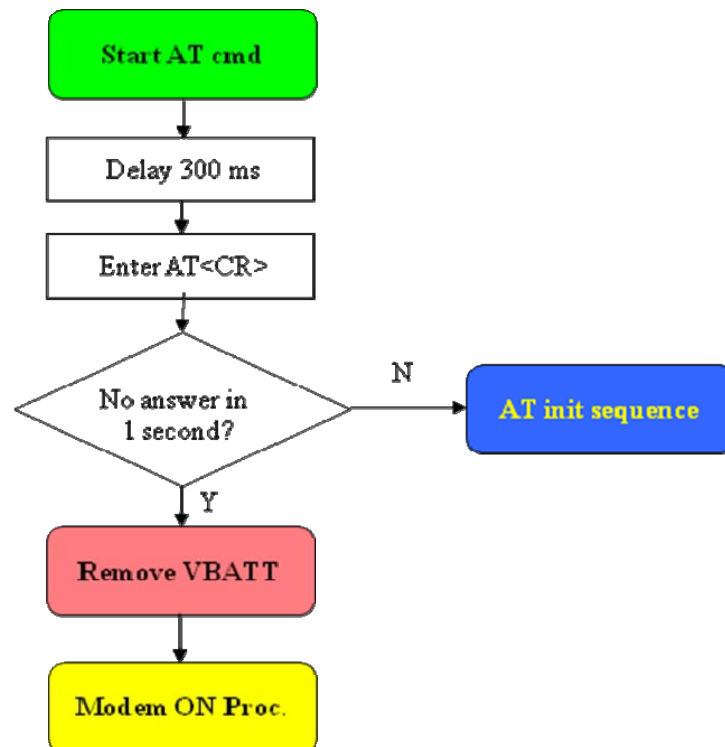 Start AT cmd
Delay 300 ms
Enter AT<CR>
No answer in
1 second?
N
AT init sequence
Y
Remove VBATT
Modem ON Proc.